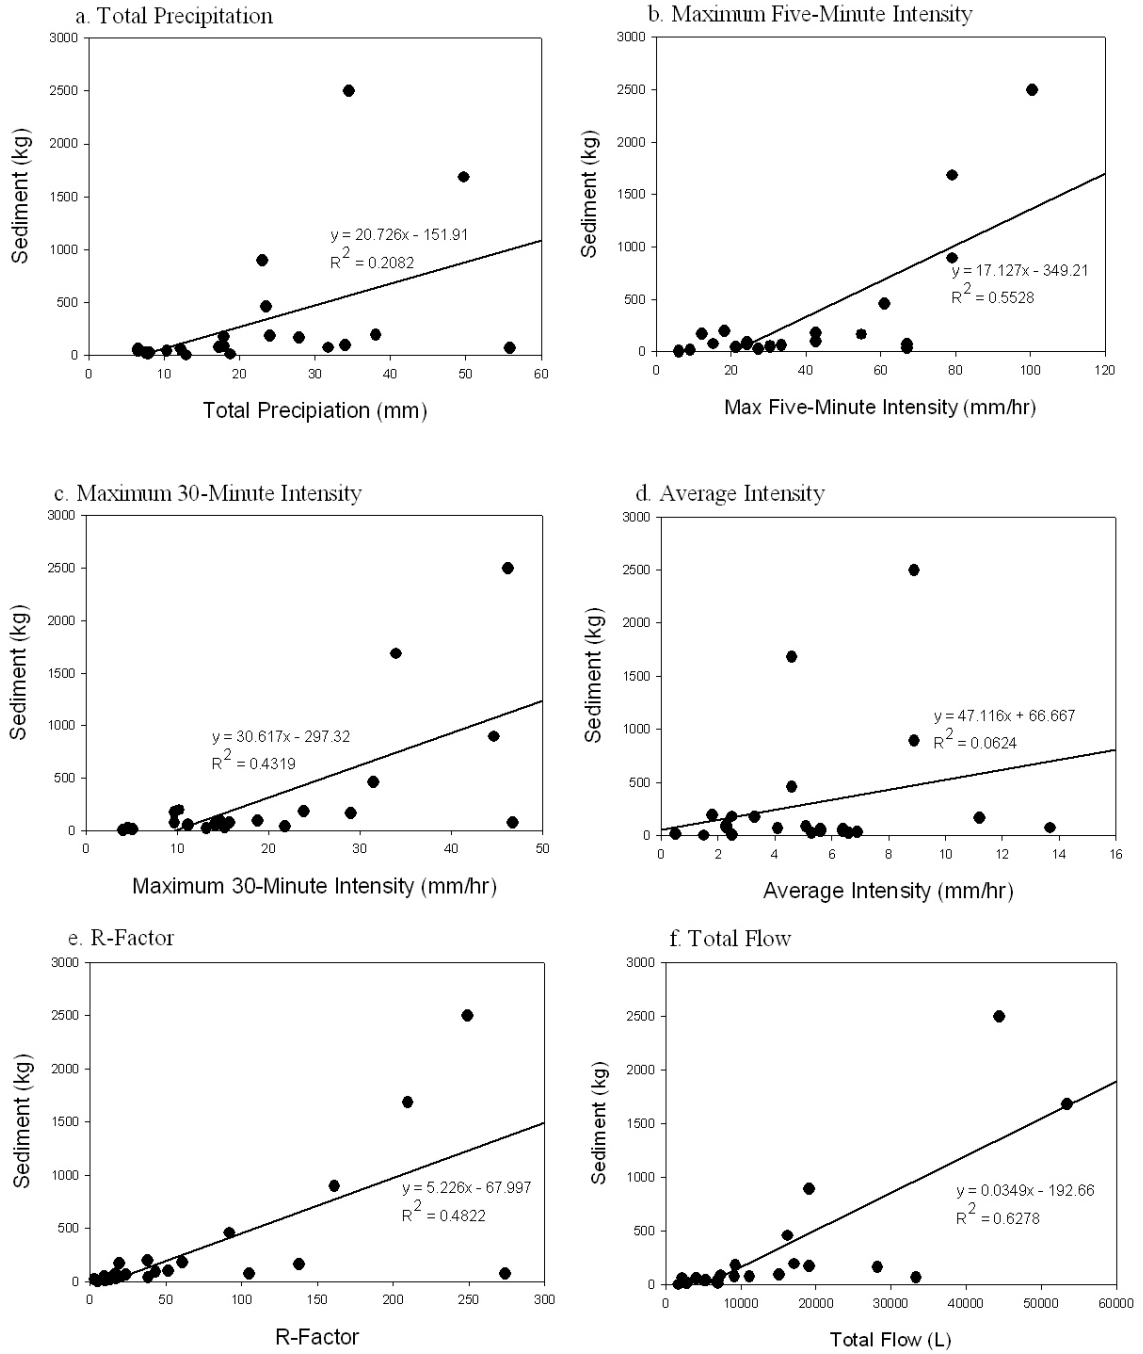 a. Total Precipitation
Sediment (kg)
3000
2500
2000
1500
1000
500
0
y = 20.726x - 151.91
R2 = 0.2082
0 10 20 30 40 50 60
Total Precipiation (mm)
b. Maximum Five-Minute Intensity
Sediment (kg)
3000
2500
2000
1500
1000
500
0
y = 17.127x - 349.21
R2 = 0.5528
0 20 40 60 80 100 120
Max Five-Minute Intensity (mm/hr)
c. Maximum 30-Minute Intensity
Sediment (kg)
3000
2500
2000
1500
1000
500
0
y = 30.617x - 297.32
R2 = 0.4319
0 10 20 30 40 50
Maximum 30-Minute Intensity (mm/hr)
d. Average Intensity
Sediment (kg)
3000
2500
2000
1500
1000
500
0
y = 47.116x + 66.667
R2 = 0.0624
0 2 4 6 8 10 12 14 16
Average Intensity (mm/hr)
e. R-Factor
Sediment (kg)
3000
2500
2000
1500
1000
500
0
y = 5.226x - 67.997
R2 = 0.4822
0 50 100 150 200 250 300
R-Factor
f. Total Flow
Sediment (kg)
3000
2500
2000
1500
1000
500
0
y = 0.0349x - 192.66
R2 = 0.6278
0 10000 20000 30000 40000 50000 60000
Total Flow (L)